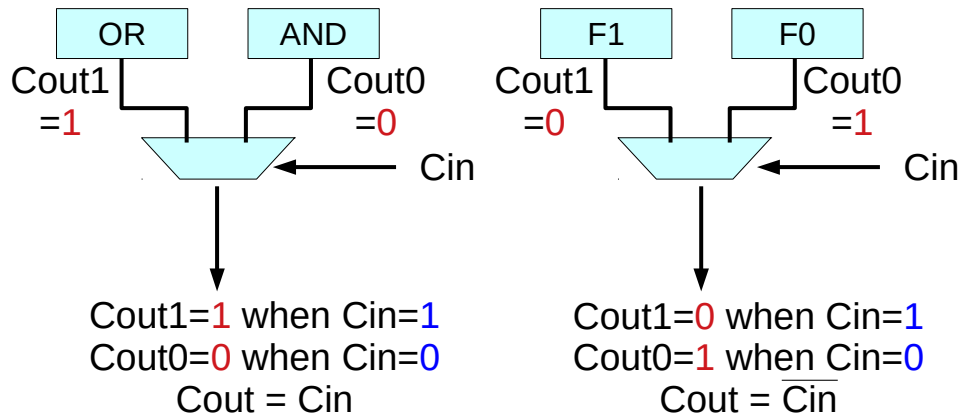 OR AND
Cout1 Cout0
=1 =0
Cin
Cout1=1 when Cin=1
Cout0=0 when Cin=0
Cout = Cin
F1 F0
Cout1 Cout0
=0 =1
Cin
Cout1=0 when Cin=1
Cout0=1 when Cin=0
Cout = C̅i̅n̅